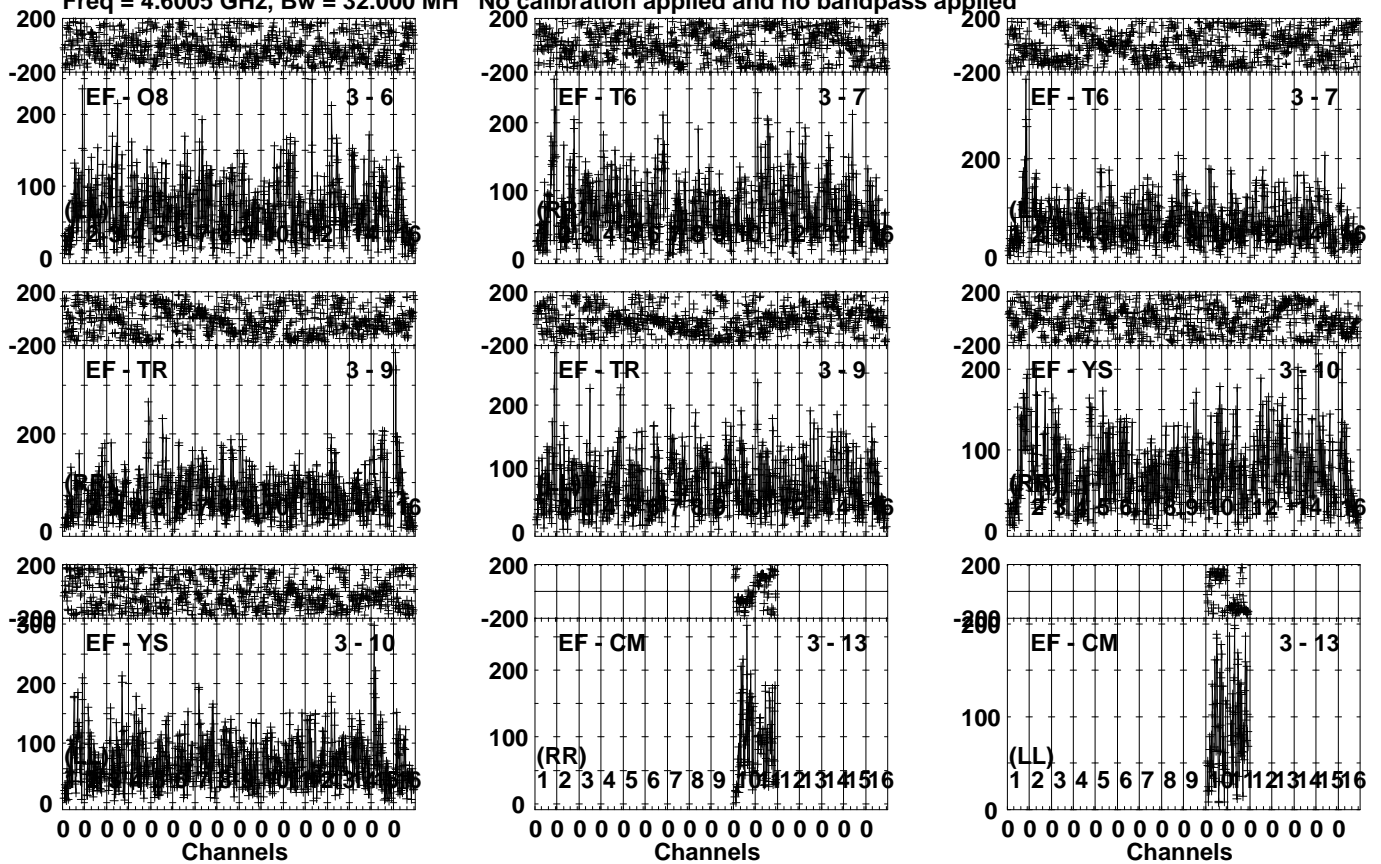 Freq = 4.6005 GHz, Bw = 32.000 MH No calibration applied and no bandpass applied
200 200 200
-200 -200 -200
EF - O8 3 - 6 EF - T6 3 - 7 EF - T6 3 - 7
200 200 200
100 100
0 0 0
200 200 200
-200 -200 -200
EF - TR 3 - 9 EF - TR 3 - 9 EF - YS 3 - 10
200 200 200
100 100
0 0 0
200 200 200
-200 -200 -200
300 200
EF - YS 3 - 10 EF - CM 3 - 13 EF - CM 3 - 13
200 200
100 100 100
(RR) (LL)
1 2 3 4 5 6 7 8 9 10 11 12 13 14 15 16 1 2 3 4 5 6 7 8 9 10 11 12 13 14 15 16
0 0 0
0 0 0 0 0 0 0 0 0 0 0 0 0 0 0 0 0 0 0 0 0 0 0 0 0 0 0 0 0 0 0 0 0 0 0 0 0 0 0 0 0 0 0 0 0 0 0 0
Channels Channels Channels